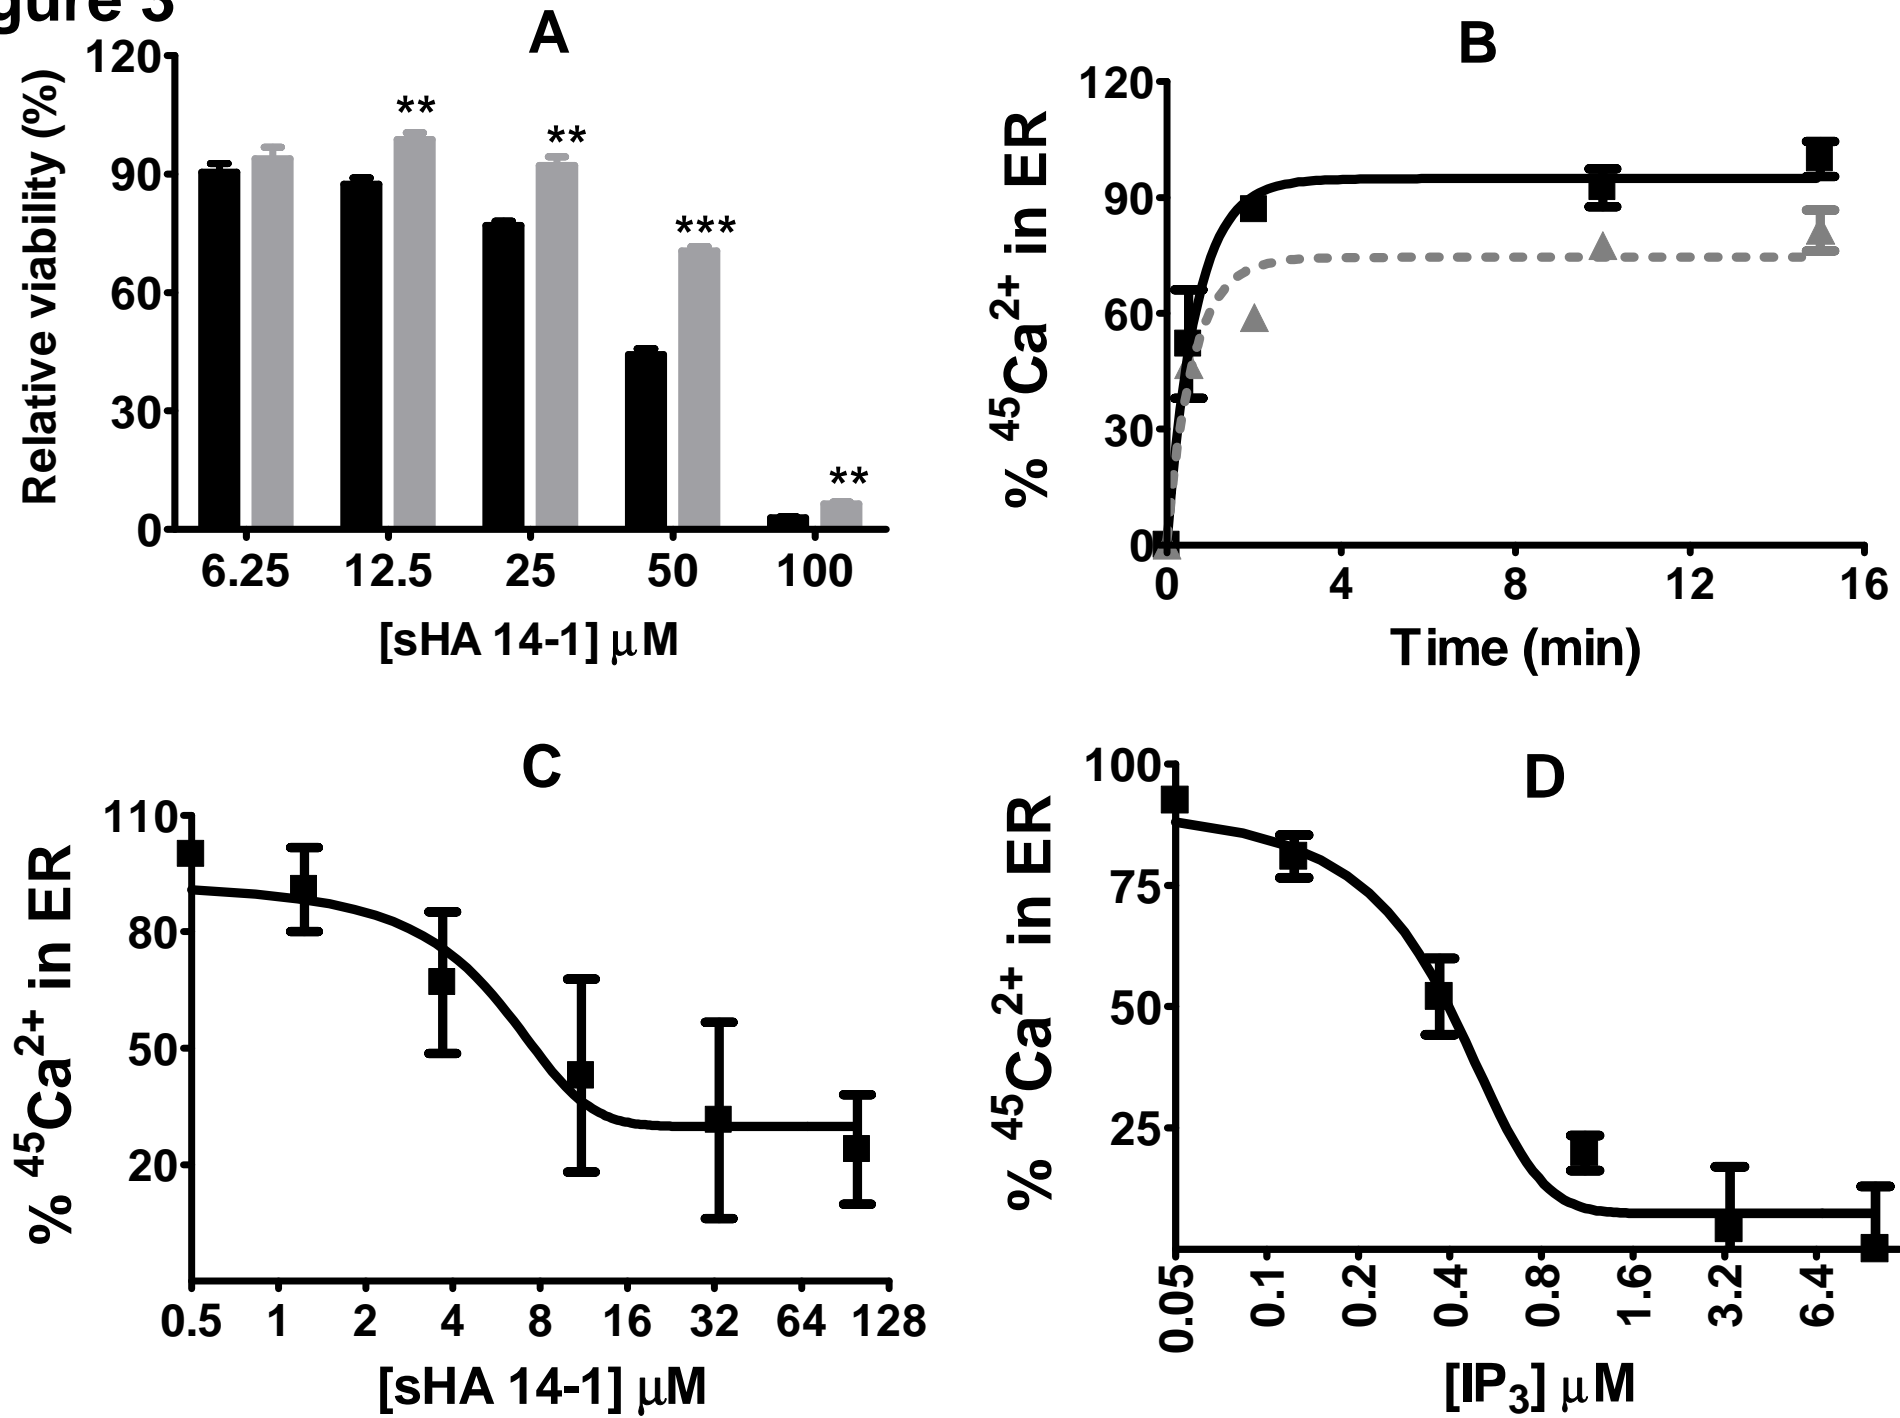 gure 3
A
120
90
60
30
0
Relative viability (%)
**
**
***
**
6.25 12.5 25 50 100
[sHA 14-1] μM
B
120
90
60
30
0
% ⁴⁵Ca²⁺ in ER
0 4 8 12 16
Time (min)
C
110
80
50
20
% ⁴⁵Ca²⁺ in ER
0.5 1 2 4 8 16 32 64 128
[sHA 14-1] μM
D
100
75
50
25
% ⁴⁵Ca²⁺ in ER
0.05 0.1 0.2 0.4 0.8 1.6 3.2 6.4
[IP₃] μM